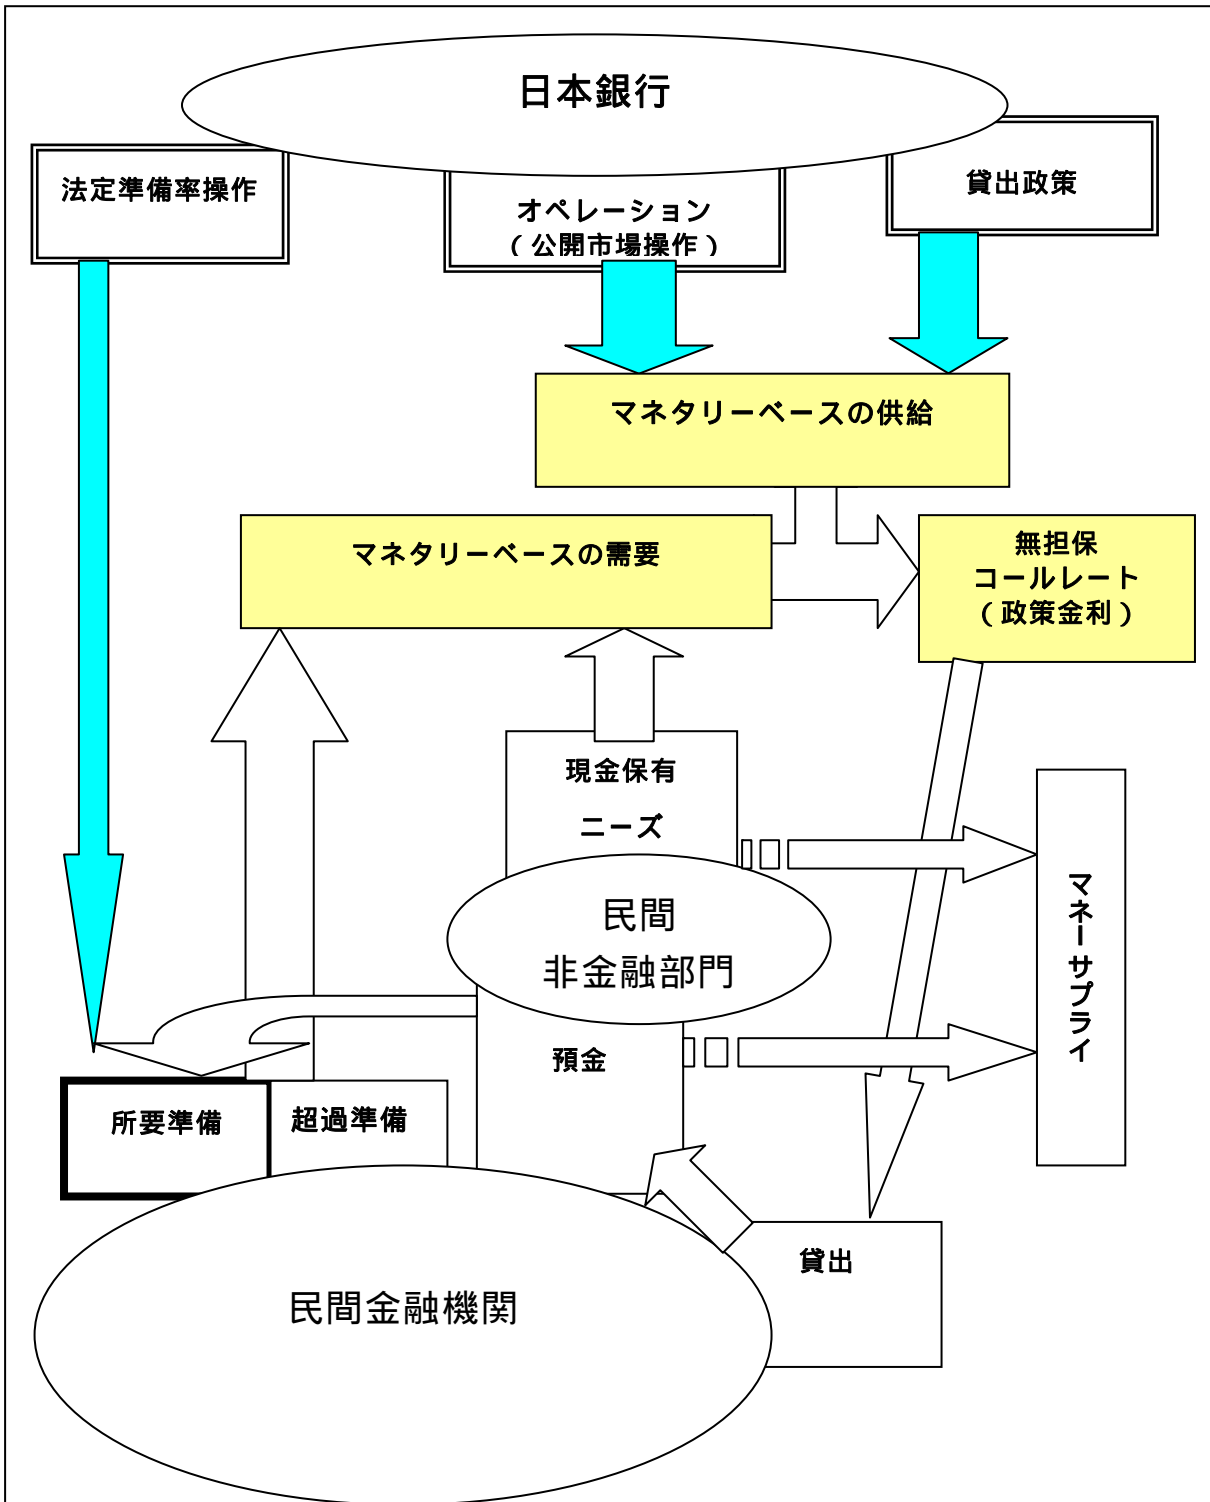 日本銀行
法定準備率操作
オペレーション
(公開市場操作)
貸出政策
マネタリーベースの供給
マネタリーベースの需要
無担保
コールレート
(政策金利)
現金保有
ニーズ
民間
非金融部門
マネーサプライ
預金
所要準備
超過準備
貸出
民間金融機関